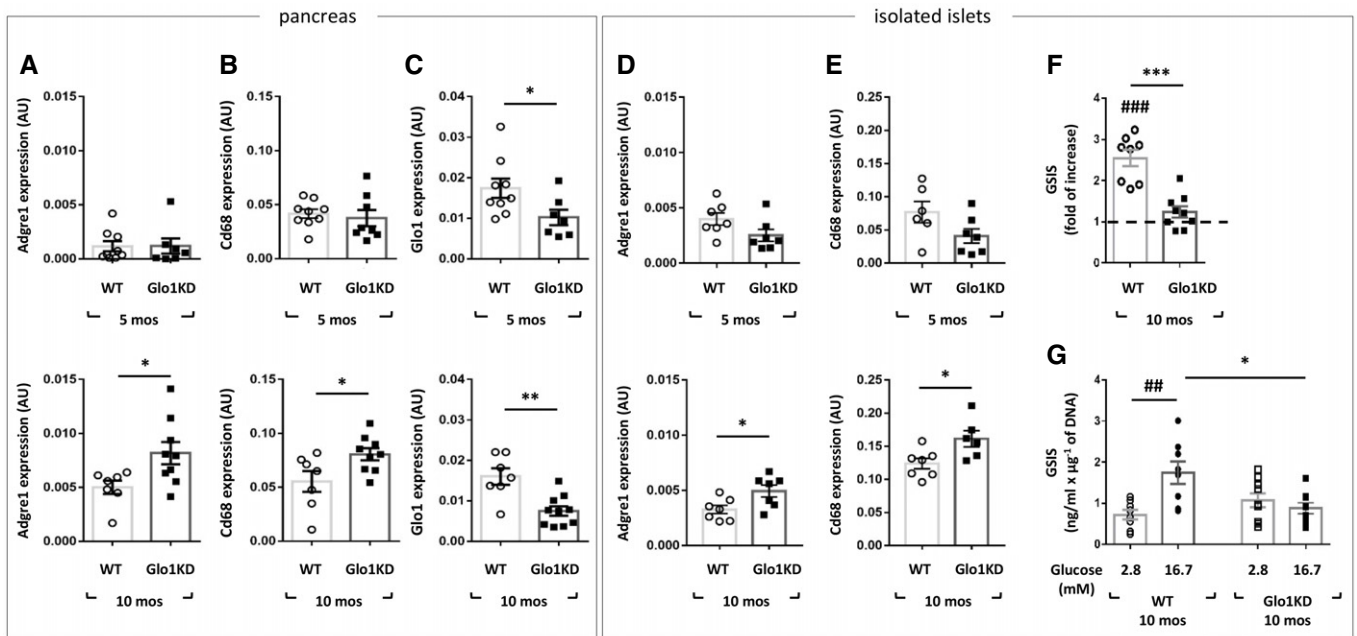 pancreas
isolated islets
A
B
C
D
E
F
Adgre1 expression (AU)
0.015
0.010
0.005
0.000
WT Glo1KD
5 mos
Cd68 expression (AU)
0.15
0.10
0.05
0.00
WT Glo1KD
5 mos
Glo1 expression (AU)
0.04
0.03
0.02
0.01
0.00
*
WT Glo1KD
5 mos
Adgre1 expression (AU)
0.015
0.010
0.005
0.000
WT Glo1KD
5 mos
Cd68 expression (AU)
0.25
0.20
0.15
0.10
0.05
0.00
WT Glo1KD
5 mos
GSIS
(fold of increase)
4
3
2
1
0
***
###
WT Glo1KD
10 mos
Adgre1 expression (AU)
0.015
0.010
0.005
0.000
*
WT Glo1KD
10 mos
Cd68 expression (AU)
0.15
0.10
0.05
0.00
*
WT Glo1KD
10 mos
Glo1 expression (AU)
0.04
0.03
0.02
0.01
0.00
**
WT Glo1KD
10 mos
Adgre1 expression (AU)
0.015
0.010
0.005
0.000
*
WT Glo1KD
10 mos
Cd68 expression (AU)
0.25
0.20
0.15
0.10
0.05
0.00
*
WT Glo1KD
10 mos
G
GSIS
(ng/ml x µg⁻¹ of DNA)
4
3
2
1
0
##
*
Glucose 2.8 16.7 2.8 16.7
(mM)
WT Glo1KD
10 mos 10 mos